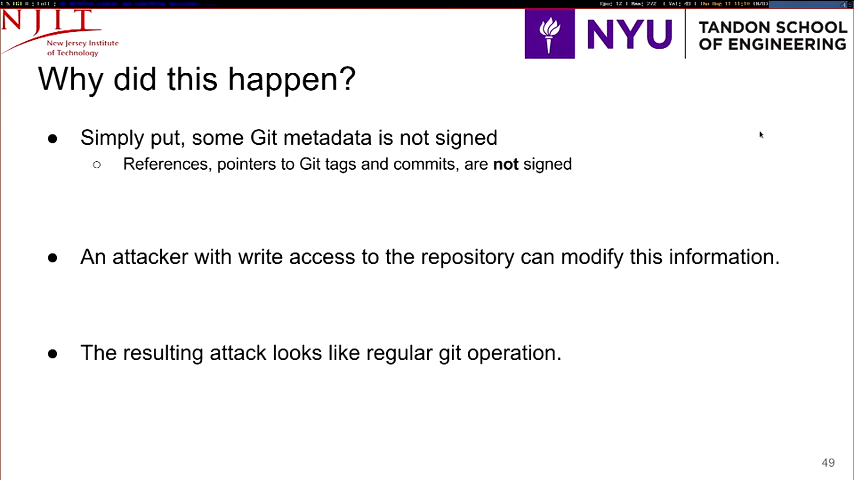 NJIT
New Jersey Institute
of Technology
NYU
TANDON SCHOOL
OF ENGINEERING
Why did this happen?
● Simply put, some Git metadata is not signed
○ References, pointers to Git tags and commits, are not signed
● An attacker with write access to the repository can modify this information.
● The resulting attack looks like regular git operation.
49